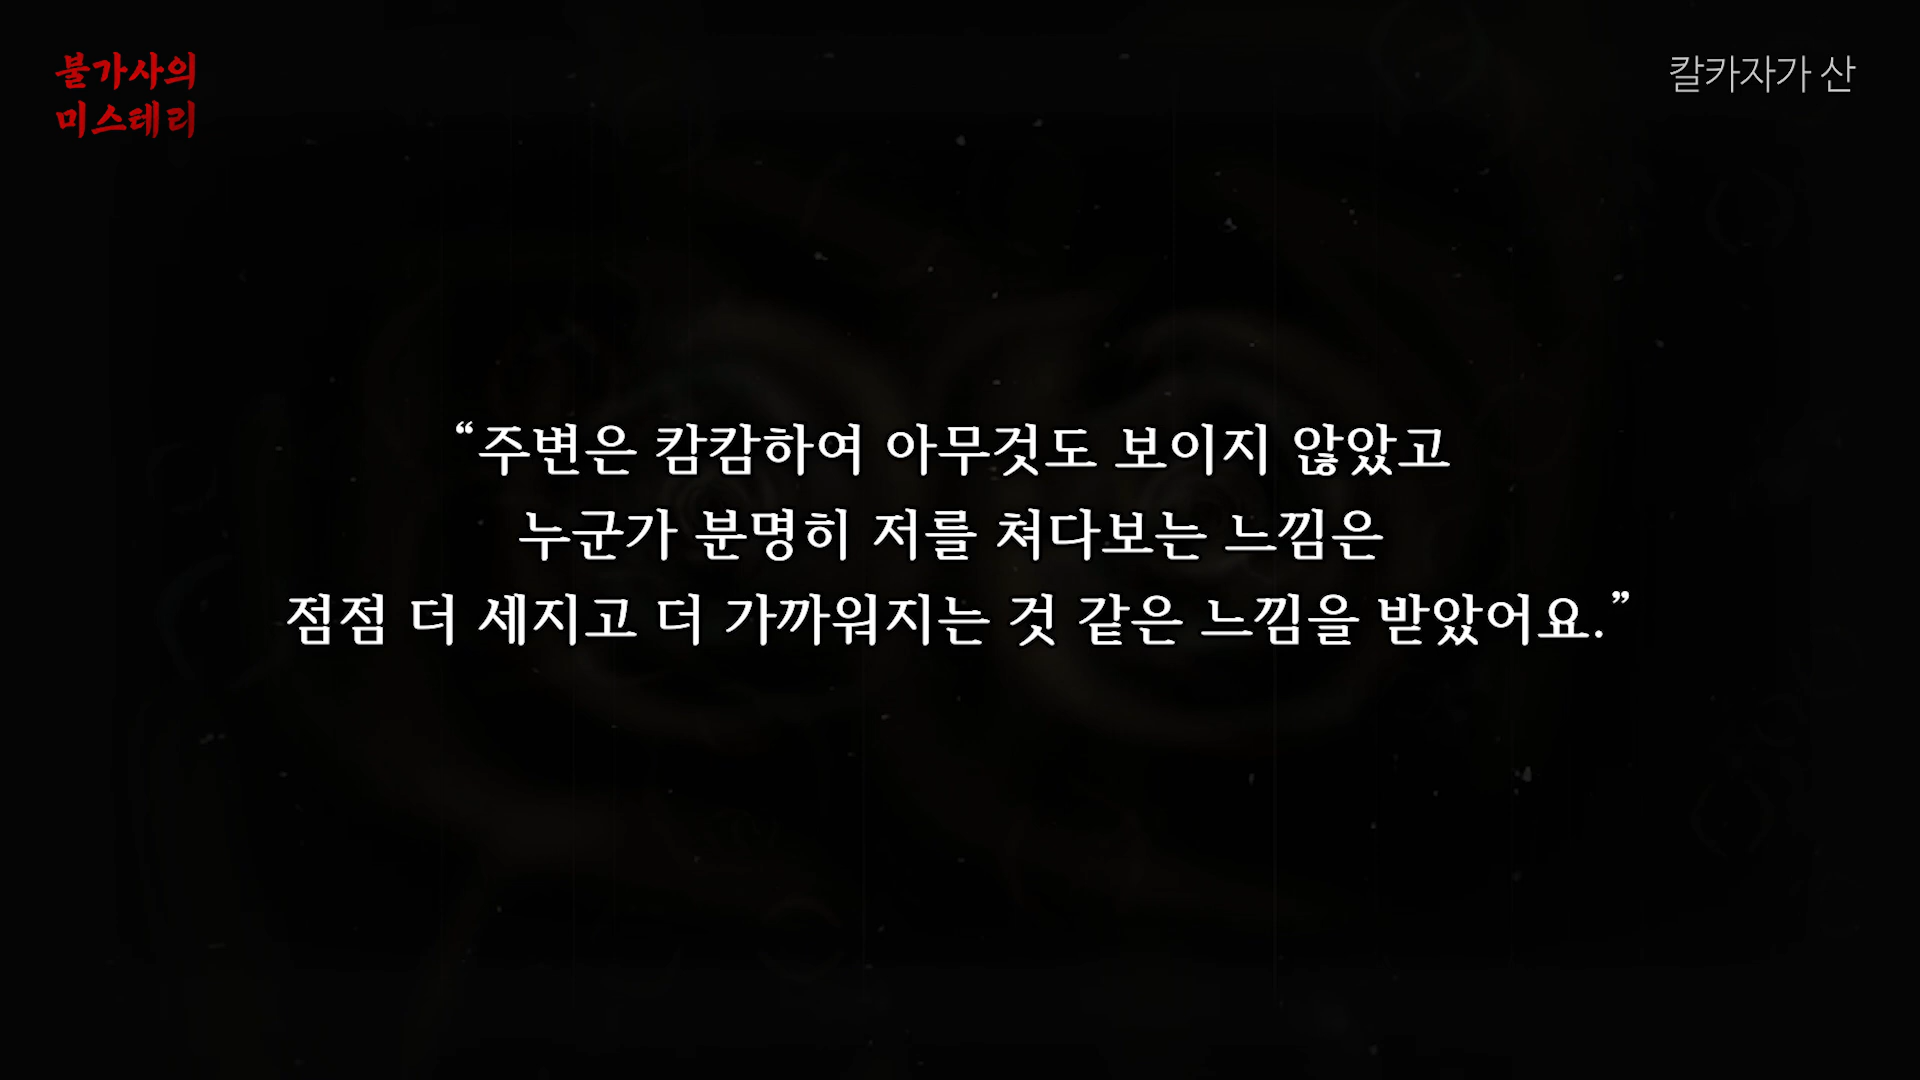 불가사의
미스테리
칼카자가 산
“주변은 캄캄하여 아무것도 보이지 않았고
누군가 분명히 저를 쳐다보는 느낌은
점점 더 세지고 더 가까워지는 것 같은 느낌을 받았어요.”